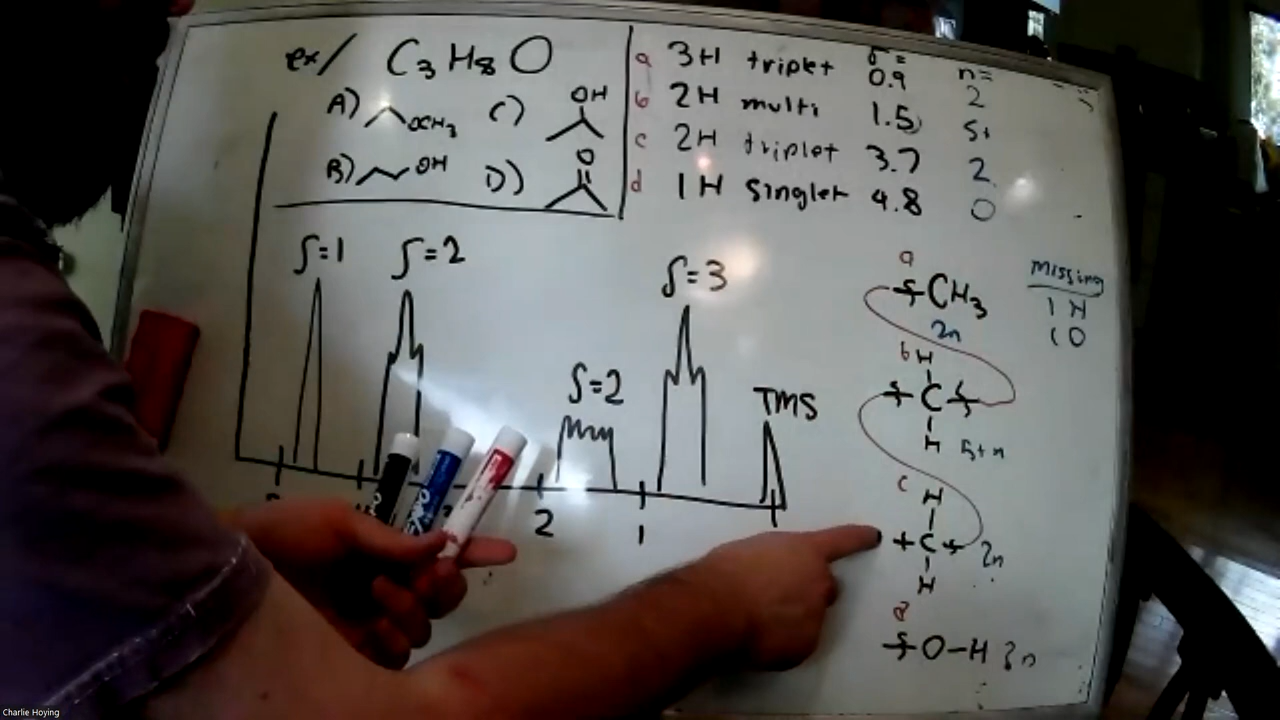 ex/ C3H8O
A) OCH3 C) OH
B) OH D) O
δ= n=
a 3H triplet 0.9 2
b 2H multi 1.5 5+
c 2H triplet 3.7 2
d 1H singlet 4.8 0
∫=1 ∫=2 ∫=2 ∫=3 TMS
2 1
a
CH3
2n
b H
C
H 5+n
c H
C 2n
H
d
O-H
Missing
1 H
1 O
Charlie Hoying